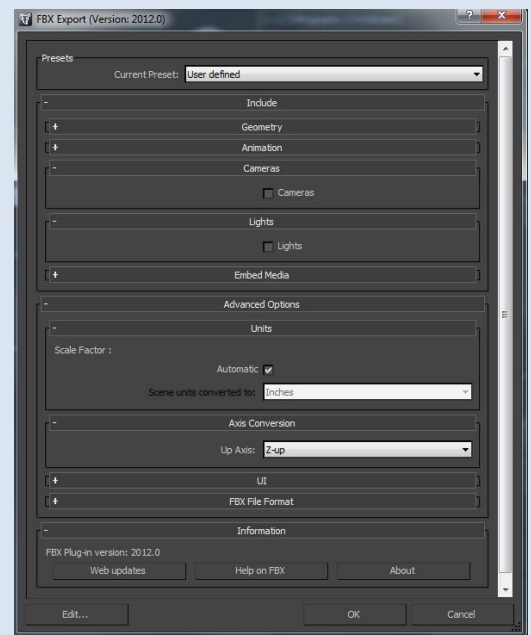 FBX Export (Version: 2012.0)
Presets
Current Preset: User defined
- Include
+ Geometry
+ Animation
- Cameras
Cameras
- Lights
Lights
+ Embed Media
- Advanced Options
- Units
Scale Factor :
Automatic
Scene units converted to: Inches
- Axis Conversion
Up Axis: Z-up
+ UI
+ FBX File Format
- Information
FBX Plug-in version: 2012.0
Web updates Help on FBX About
Edit... OK Cancel